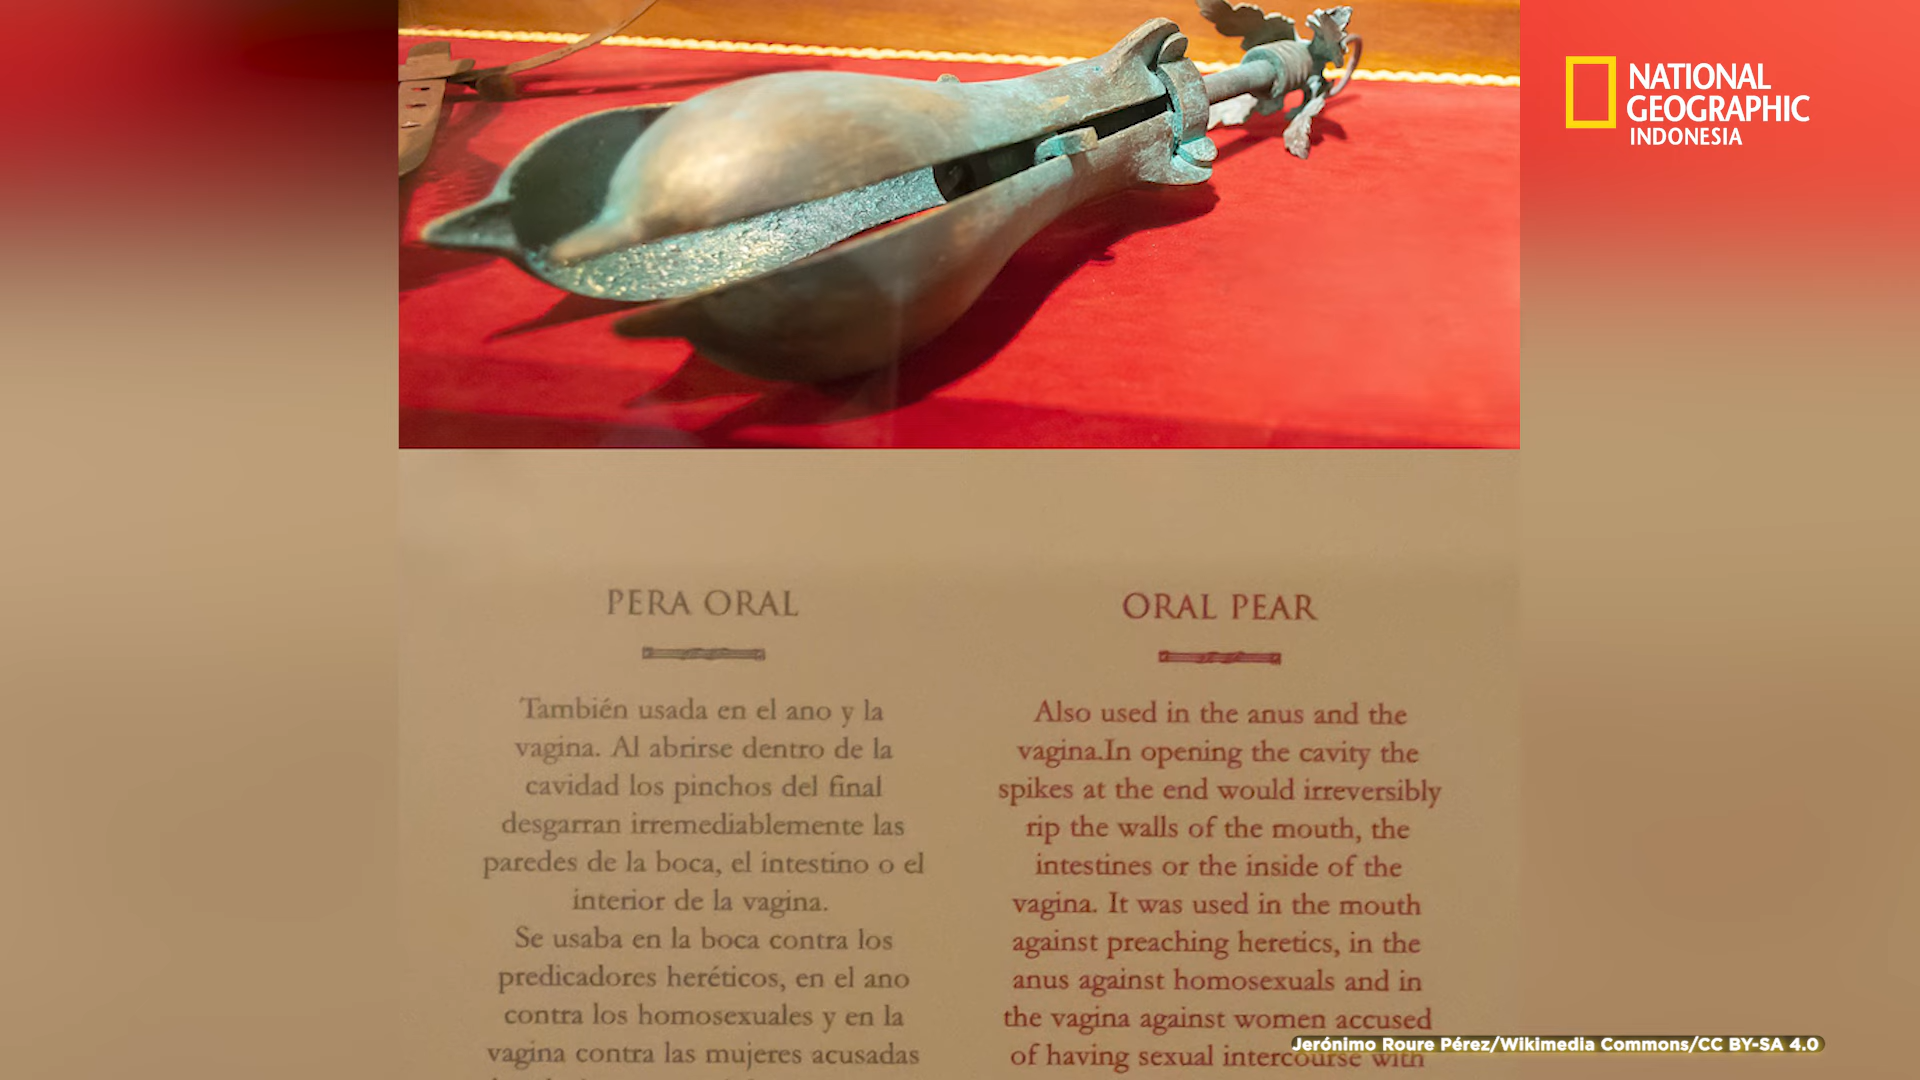 NATIONAL
GEOGRAPHIC
INDONESIA
PERA ORAL
También usada en el ano y la
vagina. Al abrirse dentro de la
cavidad los pinchos del final
desgarran irremediablemente las
paredes de la boca, el intestino o el
interior de la vagina.
Se usaba en la boca contra los
predicadores heréticos, en el ano
contra los homosexuales y en la
vagina contra las mujeres acusadas
ORAL PEAR
Also used in the anus and the
vagina.In opening the cavity the
spikes at the end would irreversibly
rip the walls of the mouth, the
intestines or the inside of the
vagina. It was used in the mouth
against preaching heretics, in the
anus against homosexuals and in
the vagina against women accused
of having sexual intercourse with
Jerónimo Roure Pérez/Wikimedia Commons/CC BY-SA 4.0